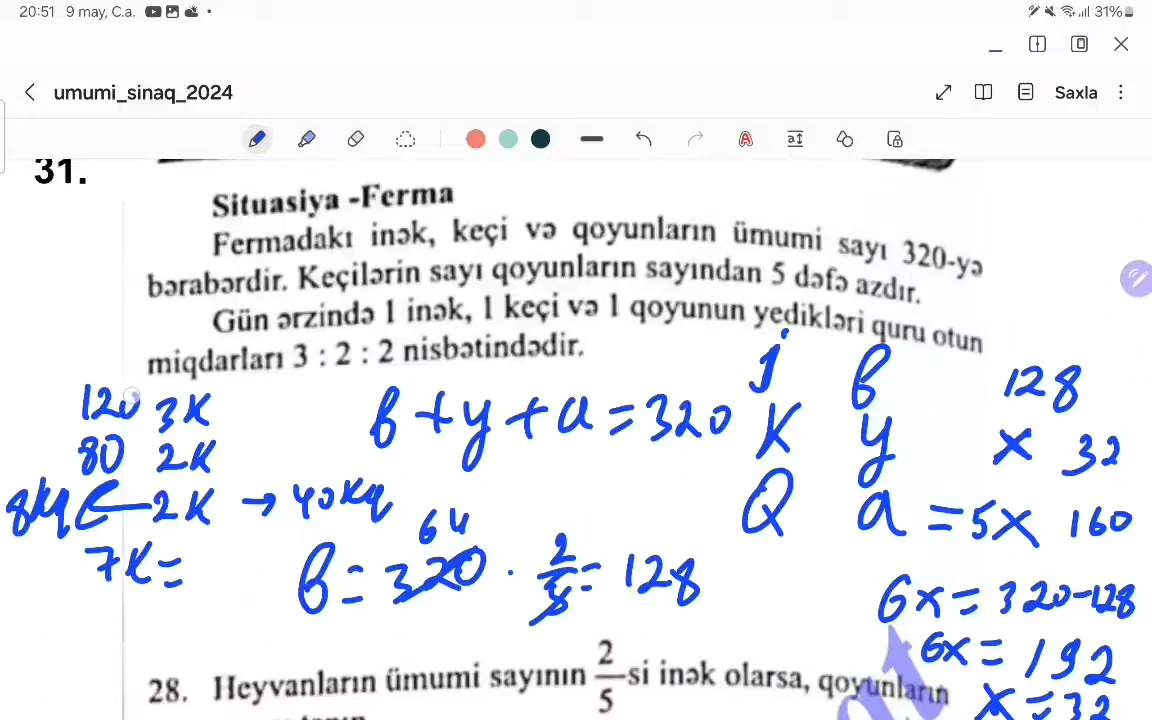 20:51 9 may, C.a. 31%
umumi_sinaq_2024 Saxla
31.
Situasiya -Ferma
Fermadakı inək, keçi və qoyunların ümumi sayı 320-yə
bərabərdir. Keçilərin sayı qoyunların sayından 5 dəfə azdır.
Gün ərzində 1 inək, 1 keçi və 1 qoyunun yedikləri quru otun
miqdarları 3 : 2 : 2 nisbətindədir.
İ b 128
120 3k b + y + a = 320 K y x 32
80 2k
8kq 2k → 40kq Q a = 5x 160
7k = b = 320 · 2/5 = 128
64
6x = 320-128
6x = 192
x = 32
28. Heyvanların ümumi sayının 2/5 -si inək olarsa, qoyunların